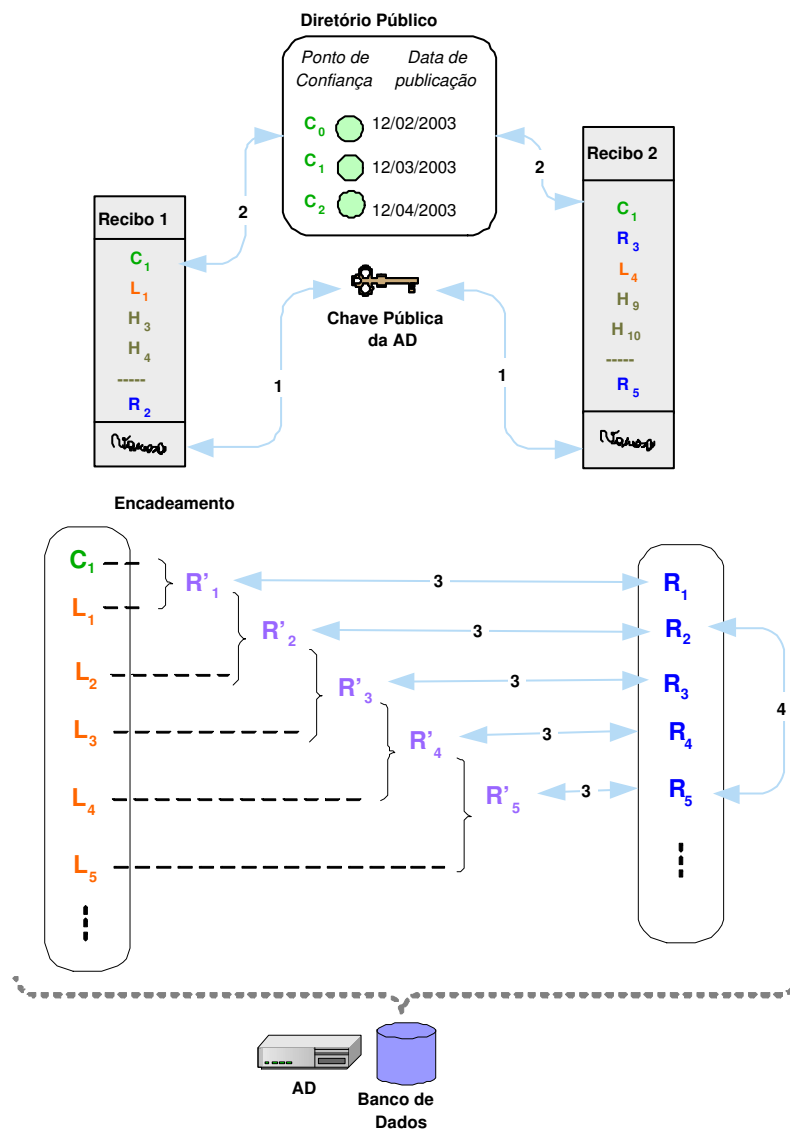 Diretório Público
Ponto de Confiança
Data de publicação
C0 12/02/2003
C1 12/03/2003
C2 12/04/2003
2
2
Recibo 1
C1
L1
H3
H4
-----
R2
Recibo 2
C1
R3
L4
H9
H10
-----
R5
Chave Pública
da AD
1
1
Encadeamento
C1
L1
L2
L3
L4
L5
R'1
R'2
R'3
R'4
R'5
3
3
3
3
3
R1
R2
R3
R4
R5
4
AD
Banco de
Dados